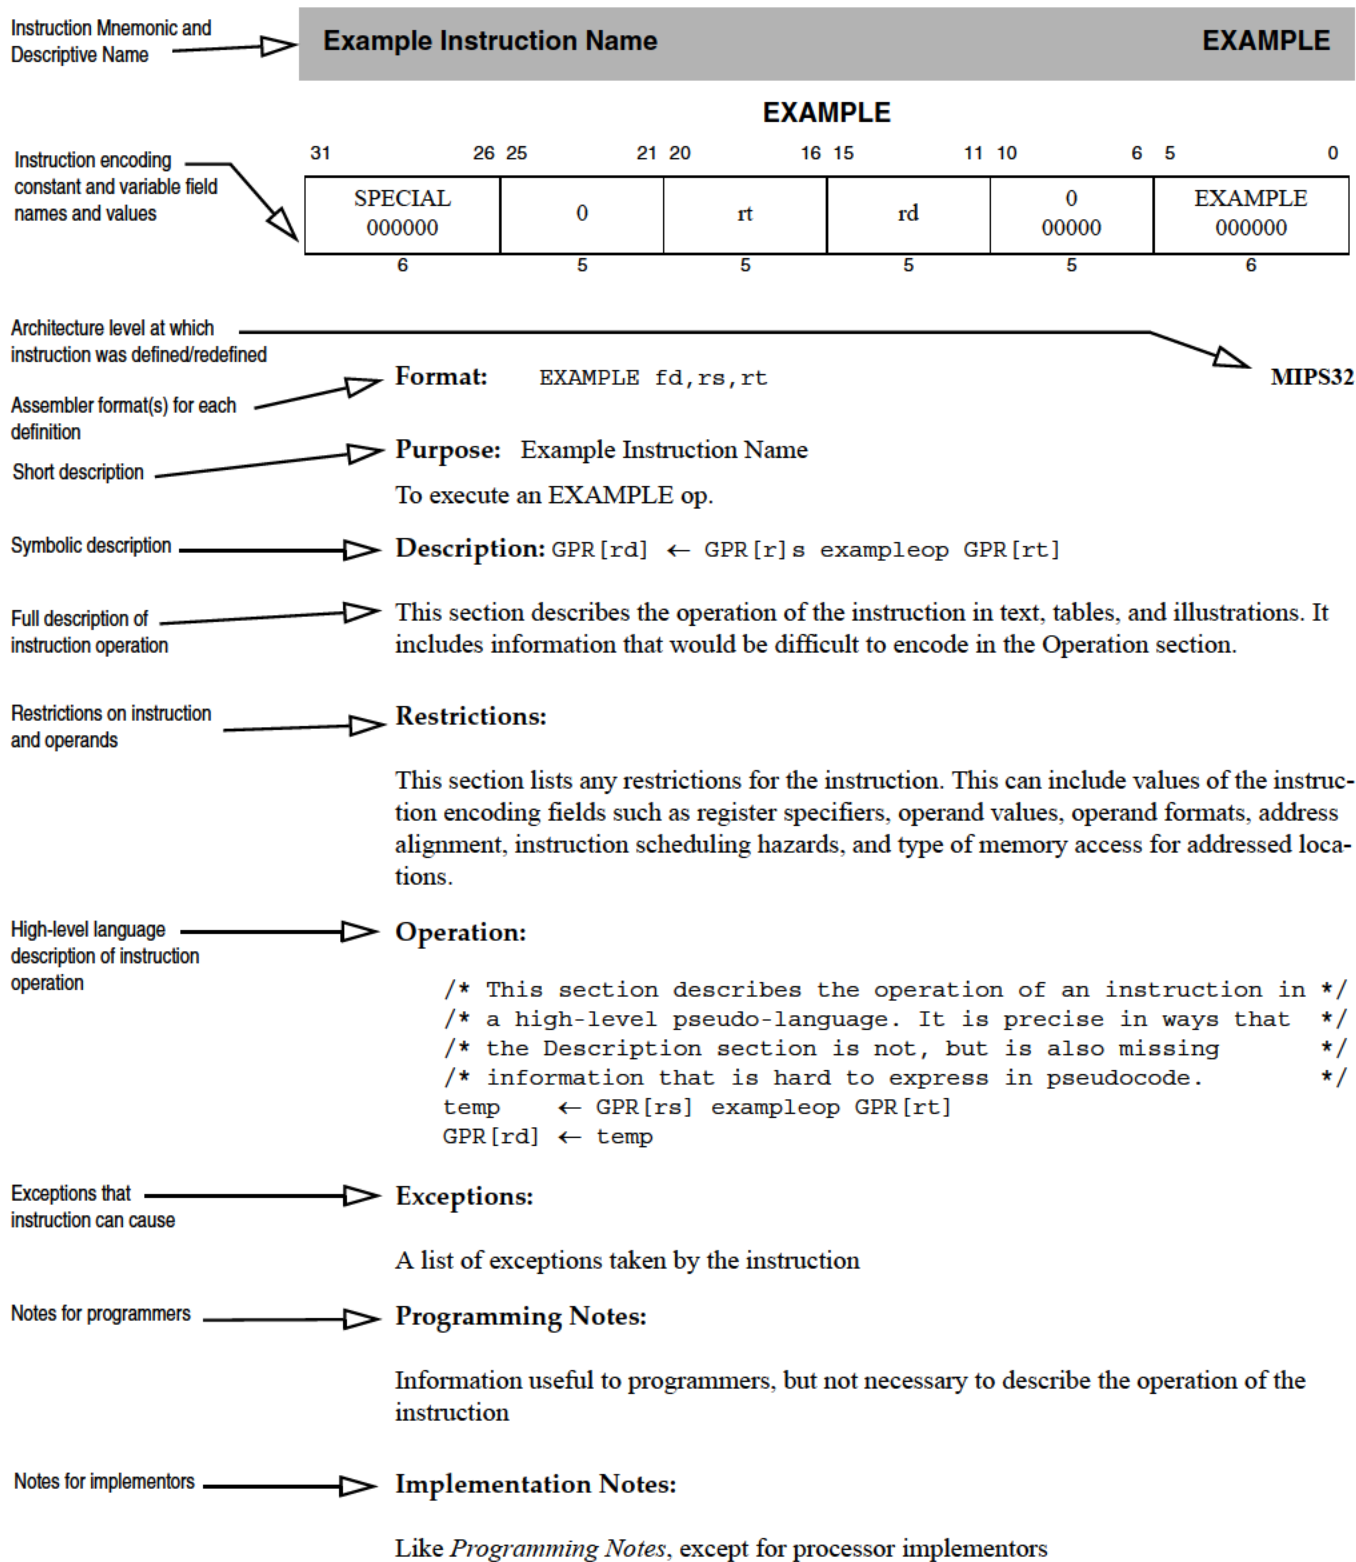 Instruction Mnemonic and
Descriptive Name
Example Instruction Name EXAMPLE
EXAMPLE
Instruction encoding
constant and variable field
names and values
31 26 25 21 20 16 15 11 10 6 5 0
SPECIAL 0 rt rd 0 EXAMPLE
000000 00000 000000
6 5 5 5 5 6
Architecture level at which
instruction was defined/redefined
Format: EXAMPLE fd,rs,rt MIPS32
Assembler format(s) for each
definition
Purpose: Example Instruction Name
Short description
To execute an EXAMPLE op.
Symbolic description
Description: GPR[rd] ← GPR[r]s exampleop GPR[rt]
Full description of
instruction operation
This section describes the operation of the instruction in text, tables, and illustrations. It
includes information that would be difficult to encode in the Operation section.
Restrictions on instruction
and operands
Restrictions:
This section lists any restrictions for the instruction. This can include values of the instruc-
tion encoding fields such as register specifiers, operand values, operand formats, address
alignment, instruction scheduling hazards, and type of memory access for addressed loca-
tions.
High-level language
description of instruction
operation
Operation:
/* This section describes the operation of an instruction in */
/* a high-level pseudo-language. It is precise in ways that */
/* the Description section is not, but is also missing */
/* information that is hard to express in pseudocode. */
temp ← GPR[rs] exampleop GPR[rt]
GPR[rd] ← temp
Exceptions that
instruction can cause
Exceptions:
A list of exceptions taken by the instruction
Notes for programmers
Programming Notes:
Information useful to programmers, but not necessary to describe the operation of the
instruction
Notes for implementors
Implementation Notes:
Like Programming Notes, except for processor implementors